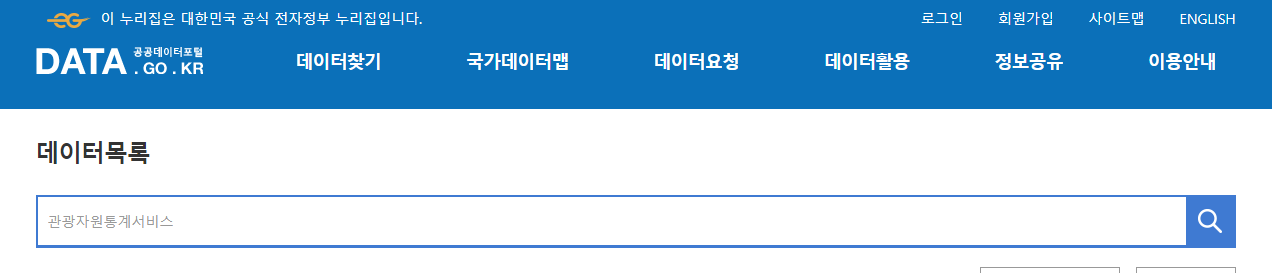 이 누리집은 대한민국 공식 전자정부 누리집입니다.
로그인 회원가입 사이트맵 ENGLISH
DATA 공공데이터포털 . GO . KR
데이터찾기 국가데이터맵 데이터요청 데이터활용 정보공유 이용안내
데이터목록
관광자원통계서비스